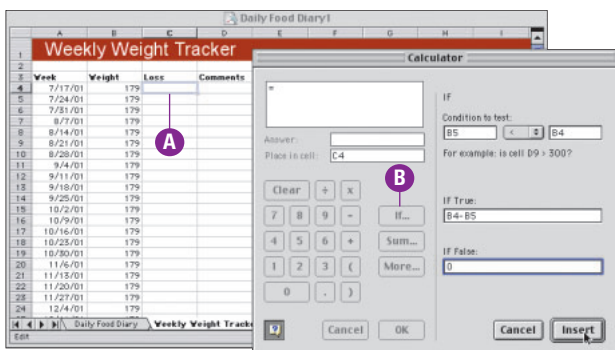 Daily Food Diary1
A B C D E F G H I
1 Weekly Weight Tracker
2
3 Week Weight Loss Comments
4 7/17/01 179
5 7/24/01 179
6 7/31/01 179
7 8/7/01 179
8 8/14/01 179
9 8/21/01 179
10 8/28/01 179
11 9/4/01 179
12 9/11/01 179
13 9/18/01 179
14 9/25/01 179
15 10/2/01 179
16 10/9/01 179
17 10/16/01 179
18 10/23/01 179
19 10/30/01 179
20 11/6/01 179
21 11/13/01 179
22 11/20/01 179
23 11/27/01 179
24 12/4/01 179
Daily Food Diary Weekly Weight Track
Edit
A
Calculator
=
Answer:
Place in cell: C4
B
Clear ÷ x
7 8 9 - If...
4 5 6 + Sum...
1 2 3 ( More...
0 . )
? Cancel OK
IF
Condition to test:
B5 < B4
For example: is cell D9 > 300?
IF True:
B4-B5
IF False:
0
Cancel Insert